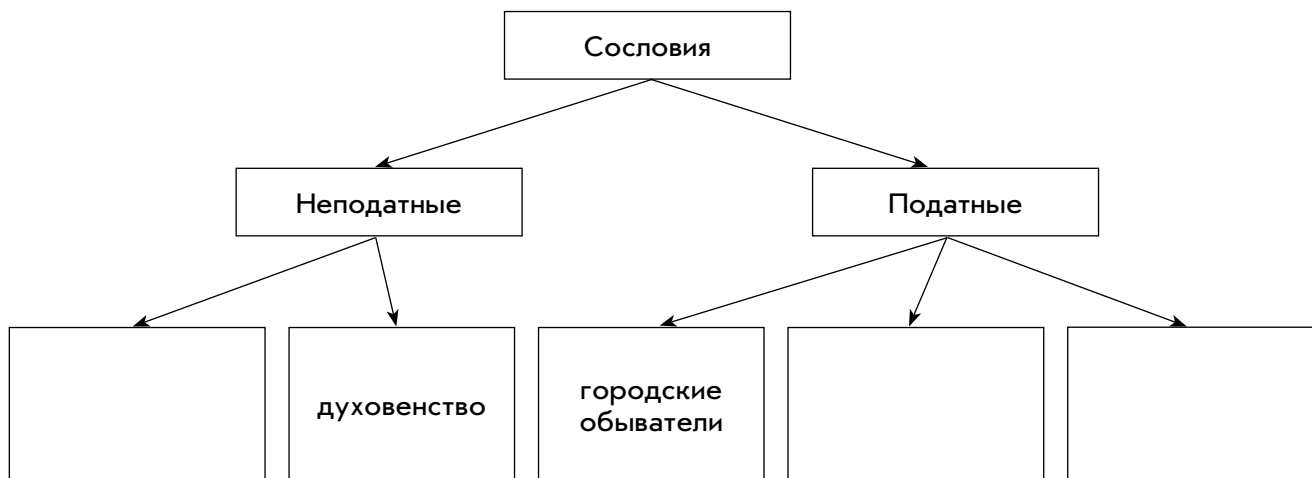 Сословия
Неподатные
Податные
духовенство
городские
обыватели